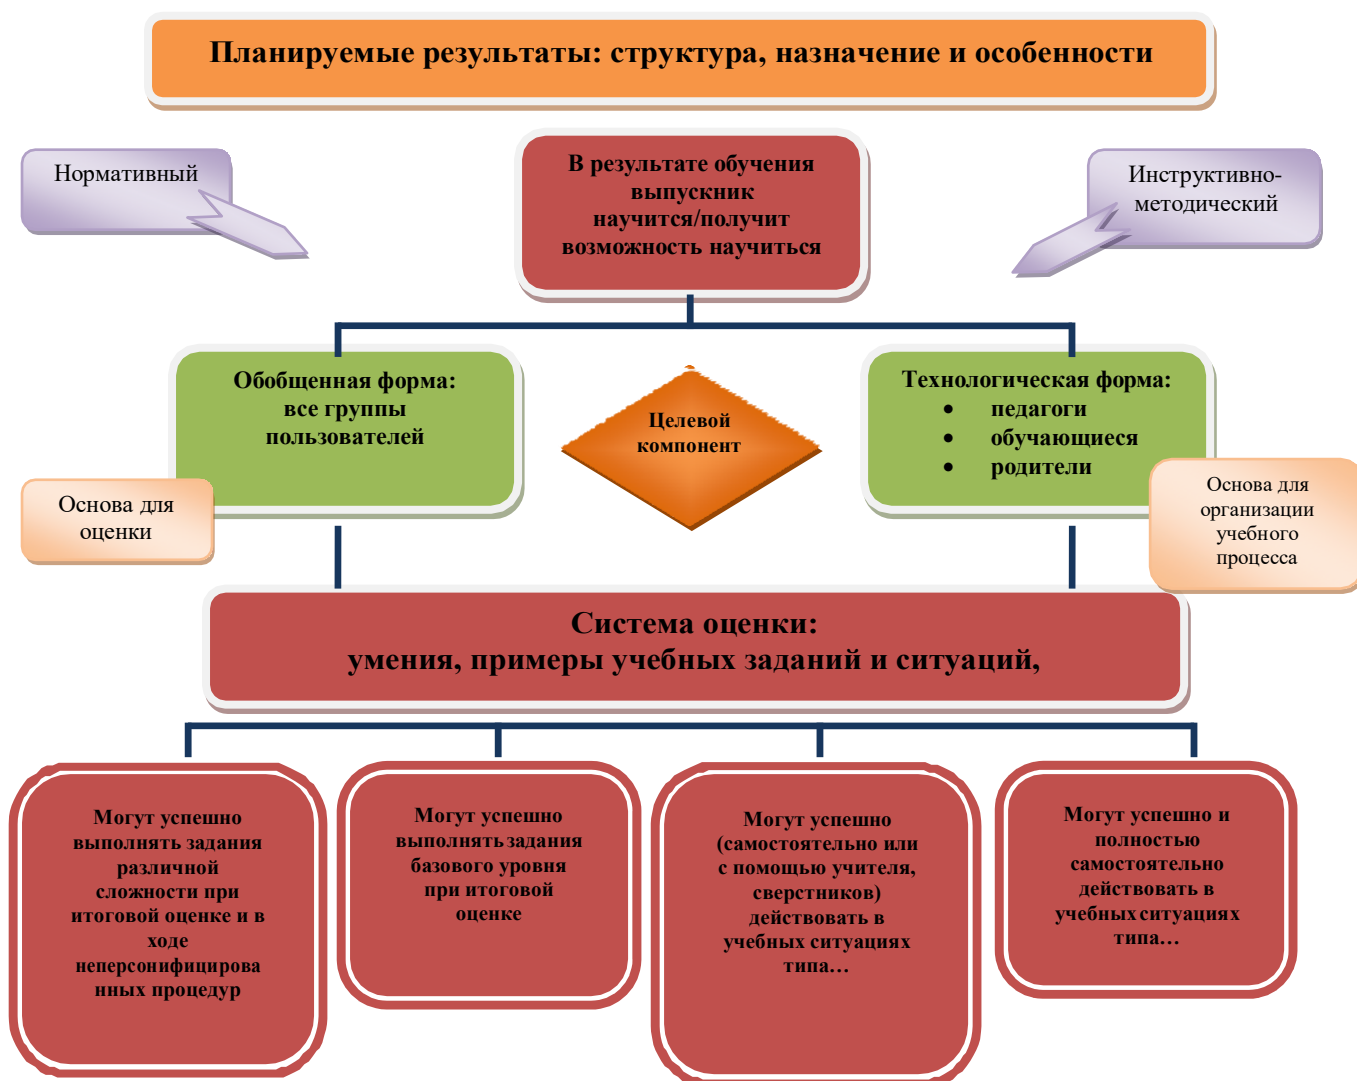 Планируемые результаты: структура, назначение и особенности
Нормативный
В результате обучения
выпускник
научится/получит
возможность научиться
Инструктивно-
методический
Обобщенная форма:
все группы
пользователей
Целевой
компонент
Технологическая форма:
• педагоги
• обучающиеся
• родители
Основа для
оценки
Основа для
организации
учебного
процесса
Система оценки:
умения, примеры учебных заданий и ситуаций,
Могут успешно
выполнять задания
различной
сложности при
итоговой оценке и в
ходе
неперсонифицирова
нных процедур
Могут успешно
выполнять задания
базового уровня
при итоговой
оценке
Могут успешно
(самостоятельно или
с помощью учителя,
сверстников)
действовать в
учебных ситуациях
типа…
Могут успешно и
полностью
самостоятельно
действовать в
учебных ситуациях
типа…